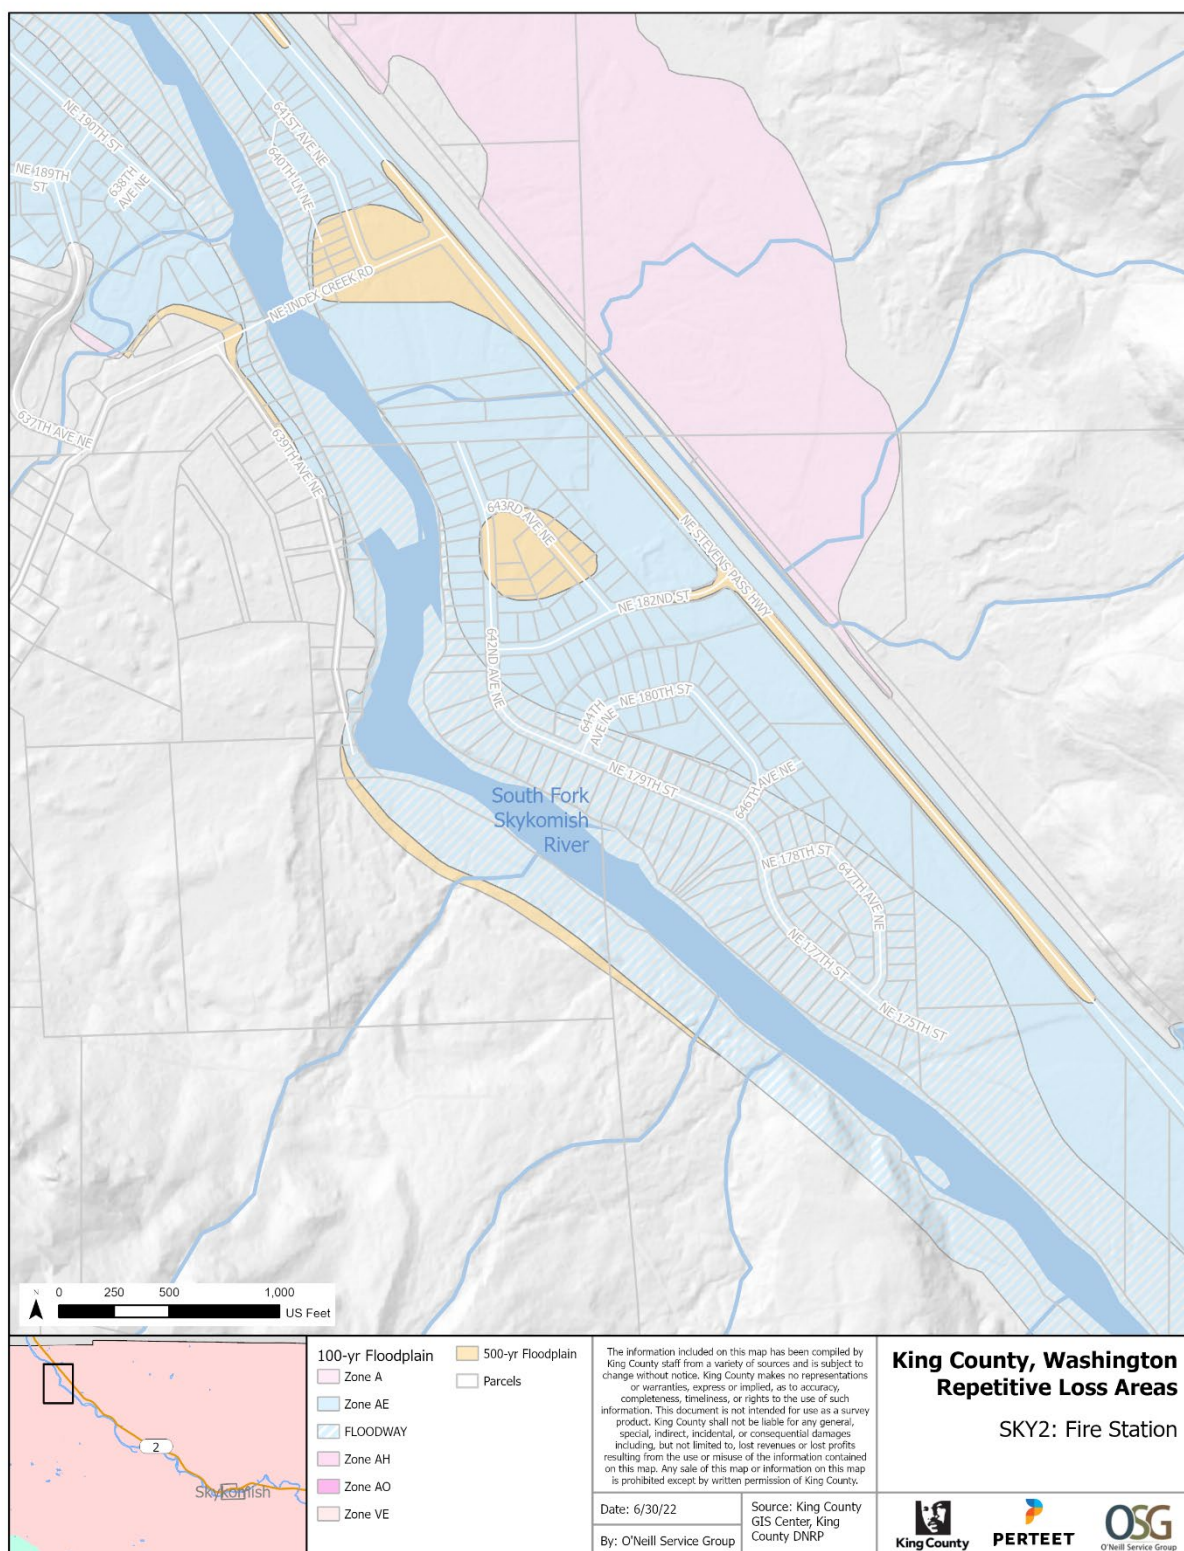 NE 190TH ST
NE 189TH
ST
638TH
AVE NE
641ST AVE NE
640TH LN NE
NE INDEX CREEK RD
637TH AVE NE
639TH AVE NE
643RD AVE NE
NE STEVENS PASS HWY
NE 182ND ST
642ND AVE NE
644TH
AVE NE
NE 180TH ST
NE 179TH ST
646TH AVE NE
South Fork
Skykomish
River
NE 178TH ST
647TH AVE NE
NE 177TH ST
NE 175TH ST
N
0 250 500 1,000
US Feet
2
Skykomish
100-yr Floodplain
Zone A
Zone AE
FLOODWAY
Zone AH
Zone AO
Zone VE
500-yr Floodplain
Parcels
The information included on this map has been compiled by
King County staff from a variety of sources and is subject to
change without notice. King County makes no representations
or warranties, express or implied, as to accuracy,
completeness, timeliness, or rights to the use of such
information. This document is not intended for use as a survey
product. King County shall not be liable for any general,
special, indirect, incidental, or consequential damages
including, but not limited to, lost revenues or lost profits
resulting from the use or misuse of the information contained
on this map. Any sale of this map or information on this map
is prohibited except by written permission of King County.
Date: 6/30/22
By: O'Neill Service Group
Source: King County
GIS Center, King
County DNRP
King County, Washington
Repetitive Loss Areas
SKY2: Fire Station
King County
PERTEET
OSG
O'Neill Service Group